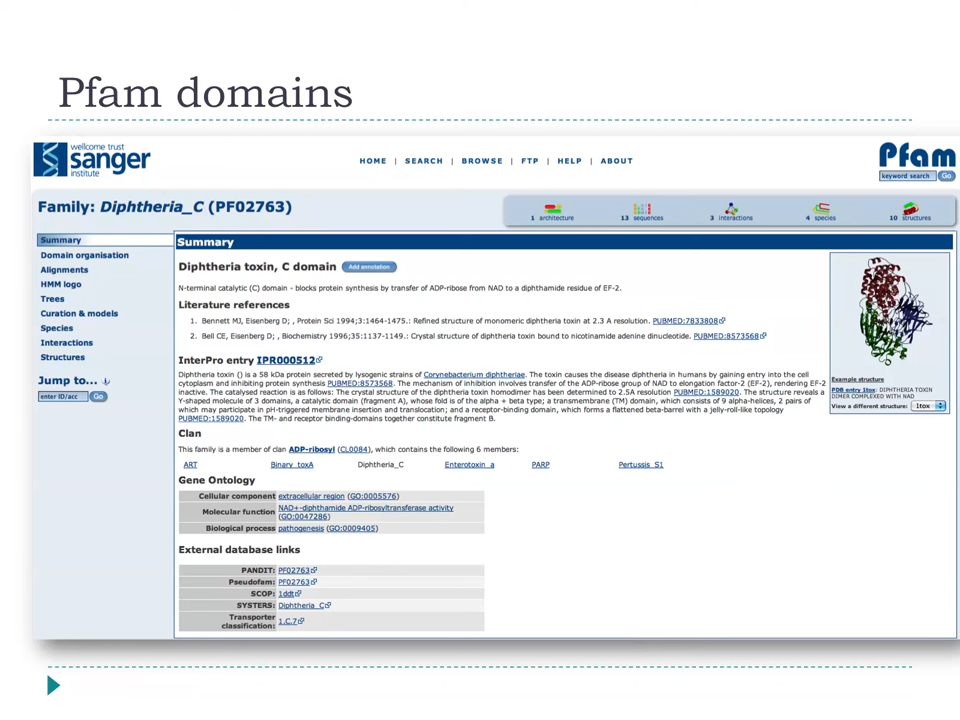 Pfam domains
wellcome trust
sanger
institute
HOME | SEARCH | BROWSE | FTP | HELP | ABOUT
Pfam
keyword search Go
Family: Diphtheria_C (PF02763)
1 architecture 13 sequences 3 interactions 4 species 10 structures
Summary
Domain organisation
Alignments
HMM logo
Trees
Curation & models
Species
Interactions
Structures
Jump to...
enter ID/acc Go
Summary
Diphtheria toxin, C domain Add annotation
N-terminal catalytic (C) domain - blocks protein synthesis by transfer of ADP-ribose from NAD to a diphthamide residue of EF-2.
Literature references
1. Bennett MJ, Eisenberg D; , Protein Sci 1994;3:1464-1475.: Refined structure of monomeric diphtheria toxin at 2.3 A resolution. PUBMED:7833808
2. Bell CE, Eisenberg D; , Biochemistry 1996;35:1137-1149.: Crystal structure of diphtheria toxin bound to nicotinamide adenine dinucleotide. PUBMED:8573568
InterPro entry IPR000512
Diphtheria toxin () is a 58 kDa protein secreted by lysogenic strains of Corynebacterium diphtheriae. The toxin causes the disease diphtheria in humans by gaining entry into the cell
cytoplasm and inhibiting protein synthesis PUBMED:8573568. The mechanism of inhibition involves transfer of the ADP-ribose group of NAD to elongation factor-2 (EF-2), rendering EF-2
inactive. The catalysed reaction is as follows: The crystal structure of the diphtheria toxin homodimer has been determined to 2.5A resolution PUBMED:1589020. The structure reveals a
Y-shaped molecule of 3 domains, a catalytic domain (fragment A), whose fold is of the alpha + beta type; a transmembrane (TM) domain, which consists of 9 alpha-helices, 2 pairs of
which may participate in pH-triggered membrane insertion and translocation; and a receptor-binding domain, which forms a flattened beta-barrel with a jelly-roll-like topology
PUBMED:1589020. The TM- and receptor binding-domains together constitute fragment B.
Example structure
PDB entry 1tox: DIPHTHERIA TOXIN
DIMER COMPLEXED WITH NAD
View a different structure: 1tox
Clan
This family is a member of clan ADP-ribosyl (CL0084), which contains the following 6 members:
ART Binary_toxA Diphtheria_C Enterotoxin_a PARP Pertussis_S1
Gene Ontology
Cellular component extracellular region (GO:0005576)
Molecular function NAD+-diphthamide ADP-ribosyltransferase activity
(GO:0047286)
Biological process pathogenesis (GO:0009405)
External database links
PANDIT: PF02763
Pseudofam: PF02763
SCOP: 1ddt
SYSTERS: Diphtheria_C
Transporter
classification: 1.C.7